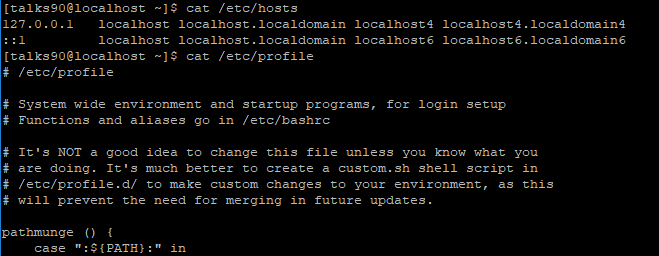 [talks90@localhost ~]$ cat /etc/hosts
127.0.0.1   localhost localhost.localdomain localhost4 localhost4.localdomain4
::1         localhost localhost.localdomain localhost6 localhost6.localdomain6
[talks90@localhost ~]$ cat /etc/profile
# /etc/profile

# System wide environment and startup programs, for login setup
# Functions and aliases go in /etc/bashrc

# It's NOT a good idea to change this file unless you know what you
# are doing. It's much better to create a custom.sh shell script in
# /etc/profile.d/ to make custom changes to your environment, as this
# will prevent the need for merging in future updates.

pathmunge () {
    case ":${PATH}:" in